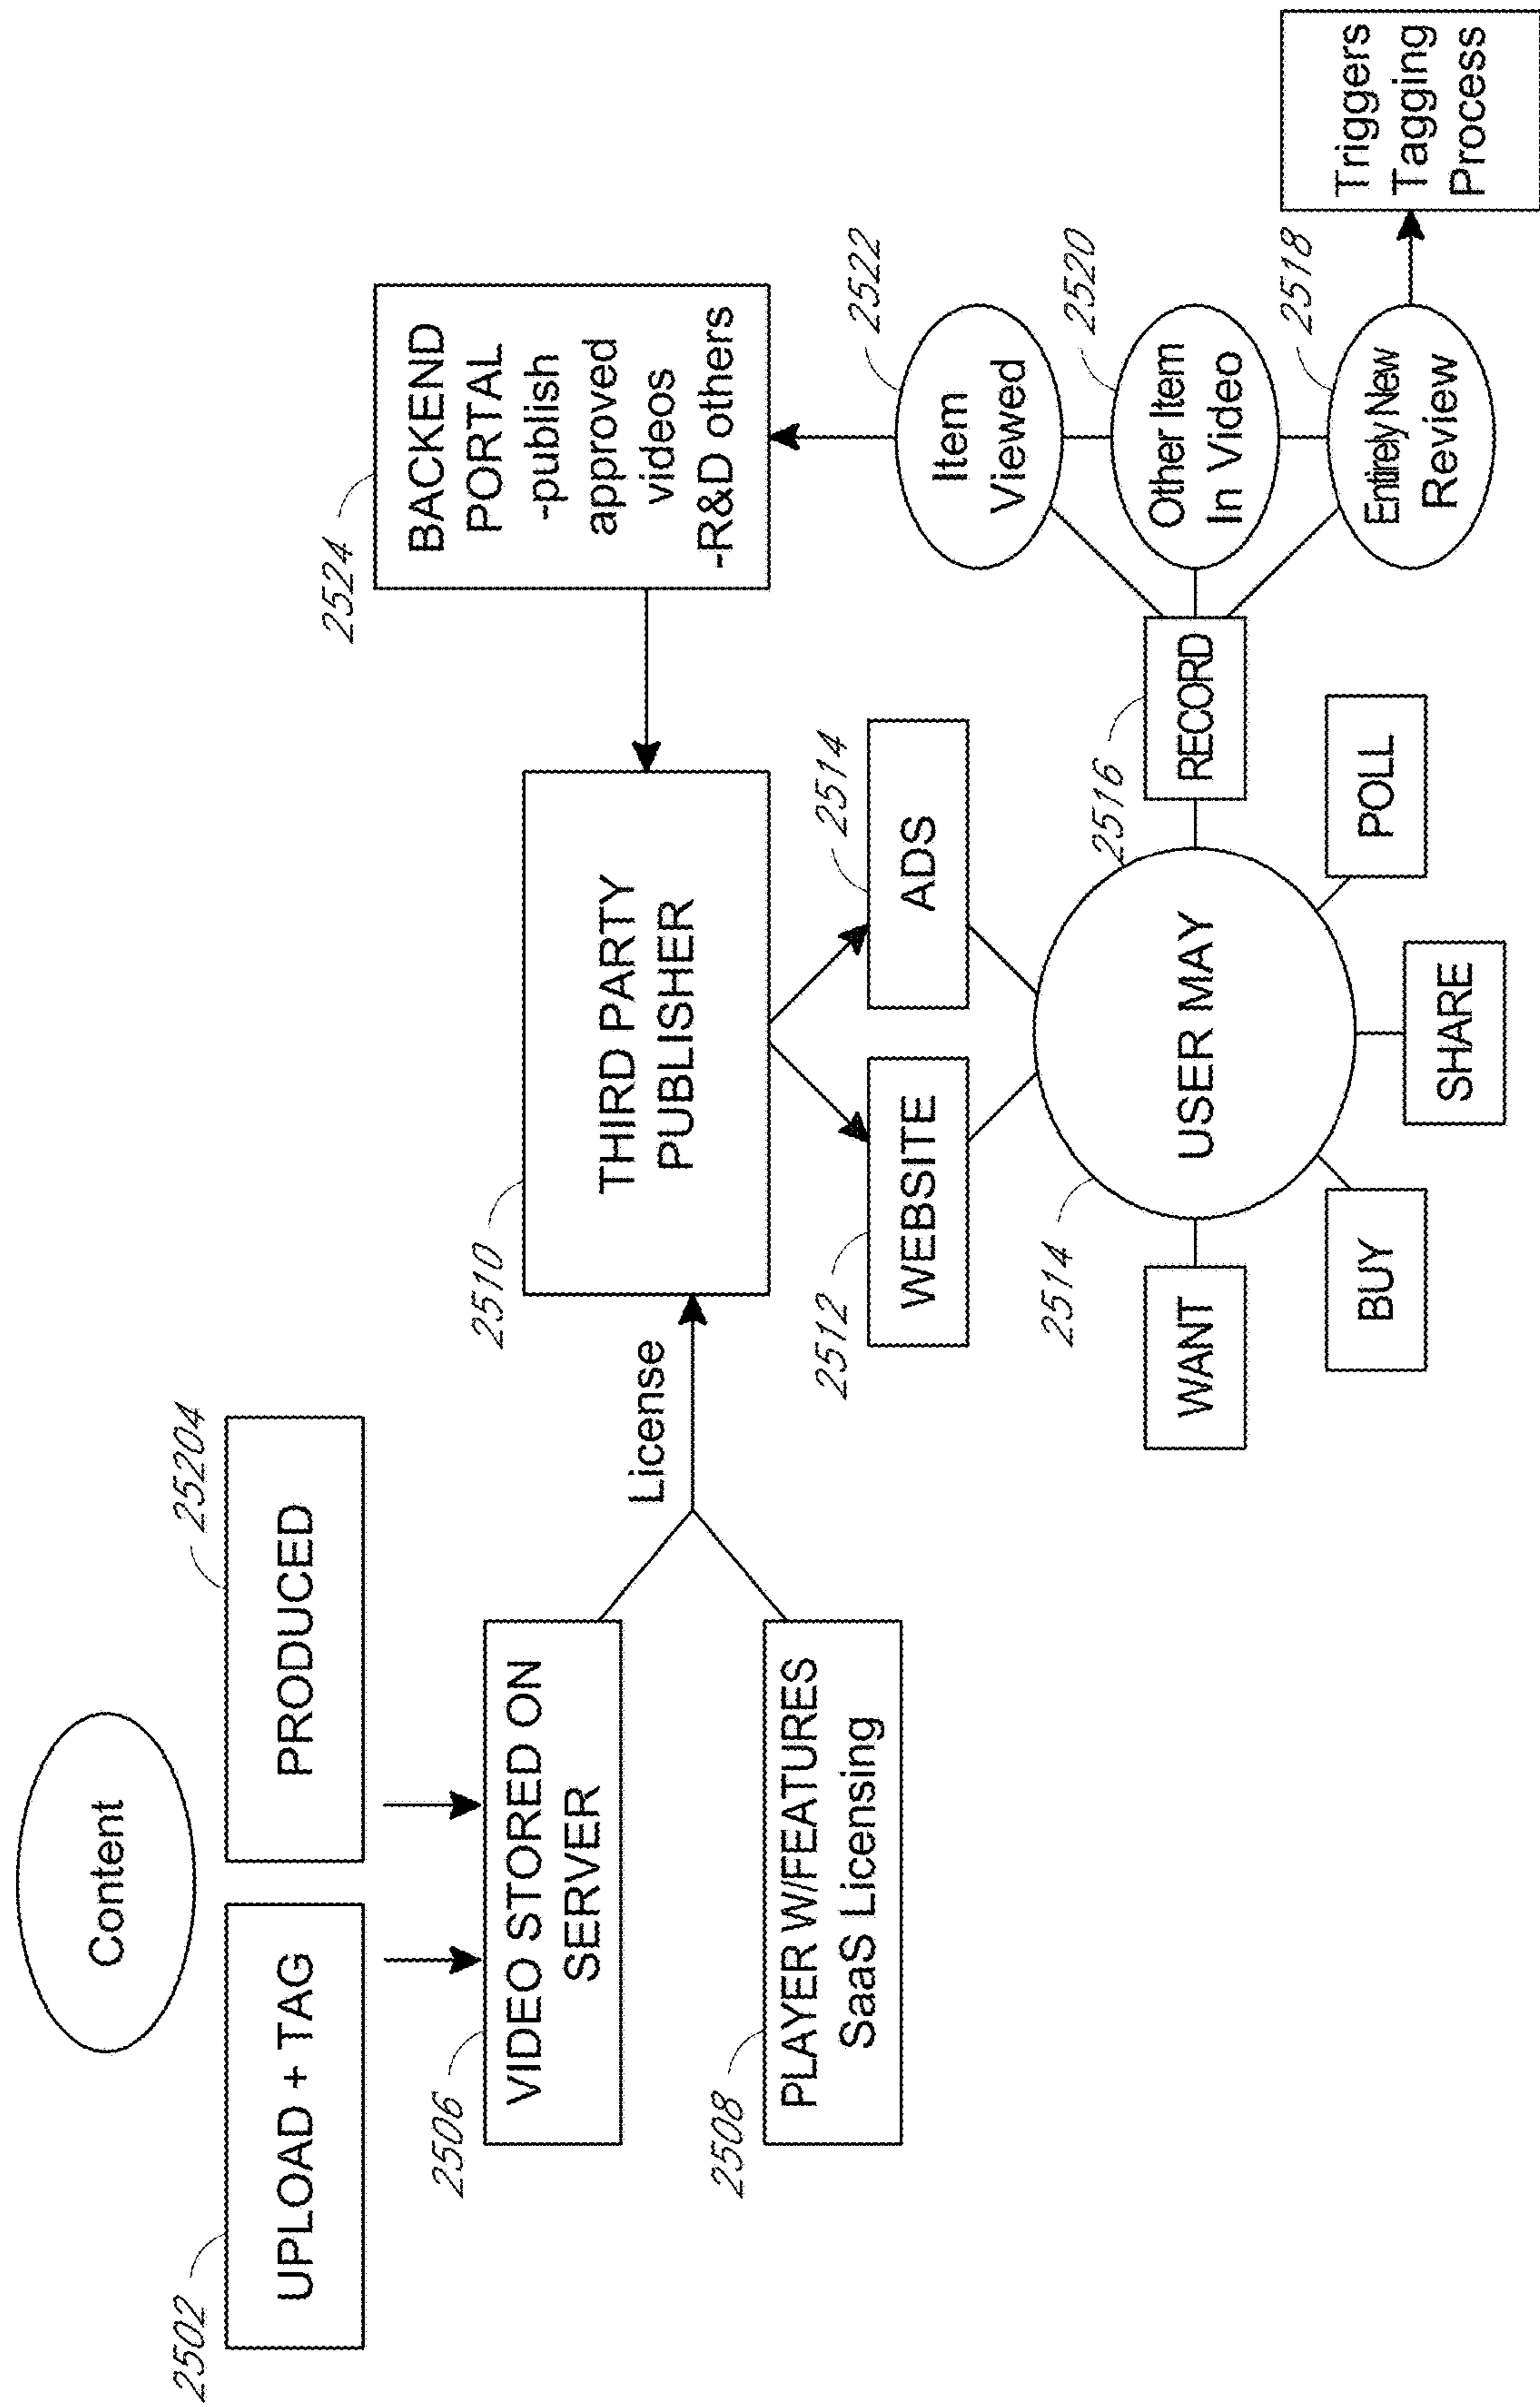 Content
2502
UPLOAD + TAG
25204
PRODUCED
2506
VIDEO STORED ON
SERVER
2508
PLAYER W/FEATURES
SaaS Licensing
License
2510
THIRD PARTY
PUBLISHER
2524
BACKEND
PORTAL
-publish
approved
videos
-R&D others
2512
WEBSITE
2514
ADS
2514
USER MAY
WANT
BUY
SHARE
POLL
2516
RECORD
2522
Item
Viewed
2520
Other Item
In Video
2518
Entirely New
Review
Triggers
Tagging
Process